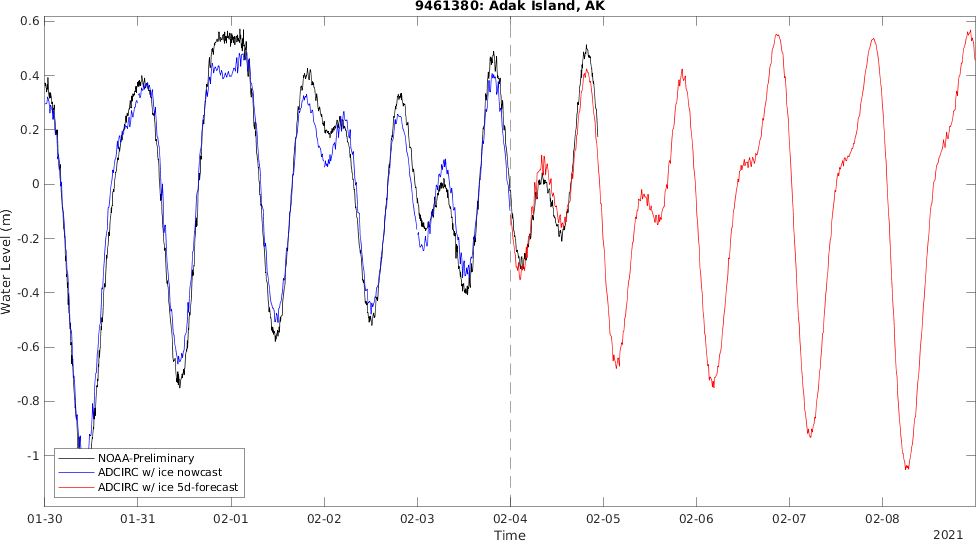 9461380: Adak Island, AK
0.6
0.4
0.2
0
-0.2
-0.4
-0.6
-0.8
-1
Water Level (m)
NOAA-Preliminary
ADCIRC w/ ice nowcast
ADCIRC w/ ice 5d-forecast
01-30 01-31 02-01 02-02 02-03 02-04 02-05 02-06 02-07 02-08
Time
2021